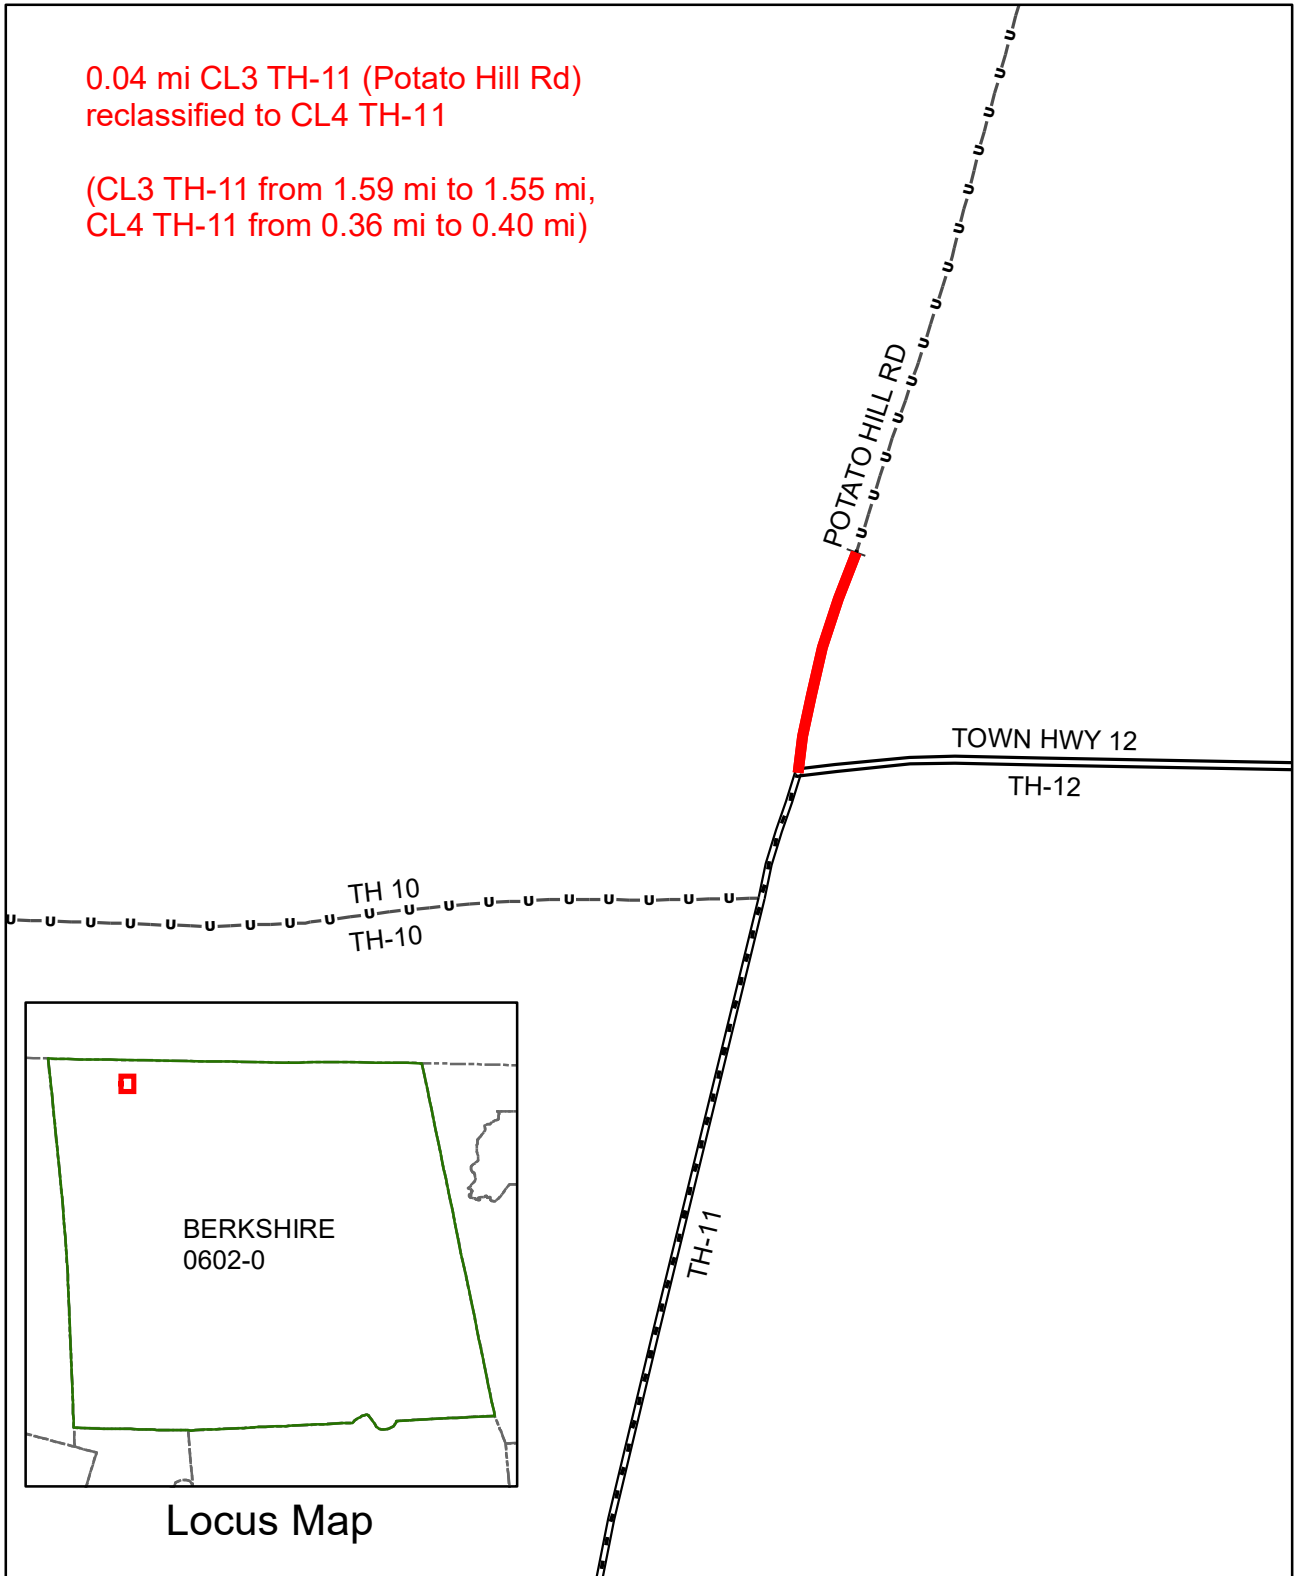 0.04 mi CL3 TH-11 (Potato Hill Rd)
reclassified to CL4 TH-11
(CL3 TH-11 from 1.59 mi to 1.55 mi,
CL4 TH-11 from 0.36 mi to 0.40 mi)
POTATO HILL RD
TOWN HWY 12
TH-12
TH 10
TH-10
TH-11
BERKSHIRE
0602-0
Locus Map